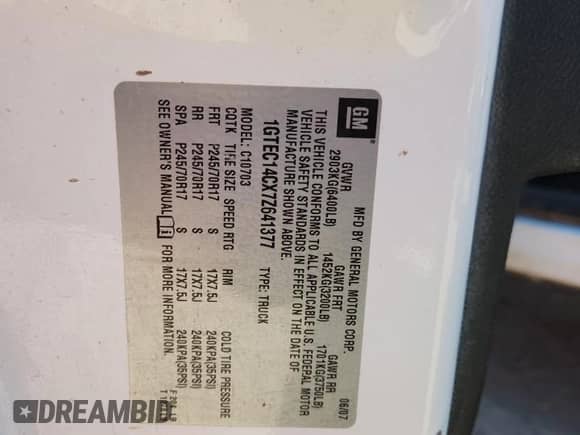 GM
MFD BY GENERAL MOTORS CORP. 06/07
GVWR GAWR FRT GAWR RR
2903KG(6400LB) 1452KG(3200LB) 1701KG(3750LB)
THIS VEHICLE CONFORMS TO ALL APPLICABLE U.S. FEDERAL MOTOR
VEHICLE SAFETY STANDARDS IN EFFECT ON THE DATE OF
MANUFACTURE SHOWN ABOVE.
1GTEC14CX7Z641377 TYPE: TRUCK
MODEL: C10703
CQTK TIRE SIZE SPEED RTG RIM COLD TIRE PRESSURE
FRT P245/70R17 S 17X7.5J 240KPA(35PSI)
RR P245/70R17 S 17X7.5J 240KPA(35PSI)
SPA P245/70R17 S 17X7.5J 240KPA(35PSI)
SEE OWNER'S MANUAL FOR MORE INFORMATION.
DREAMBID